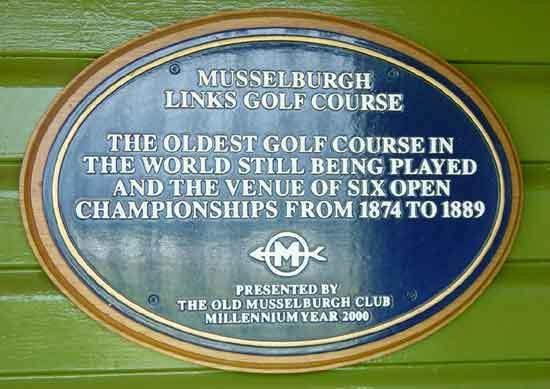 MUSSELBURGH
LINKS GOLF COURSE
THE OLDEST GOLF COURSE IN
THE WORLD STILL BEING PLAYED
AND THE VENUE OF SIX OPEN
CHAMPIONSHIPS FROM 1874 TO 1889
M
PRESENTED BY
THE OLD MUSSELBURGH CLUB
MILLENNIUM YEAR 2000